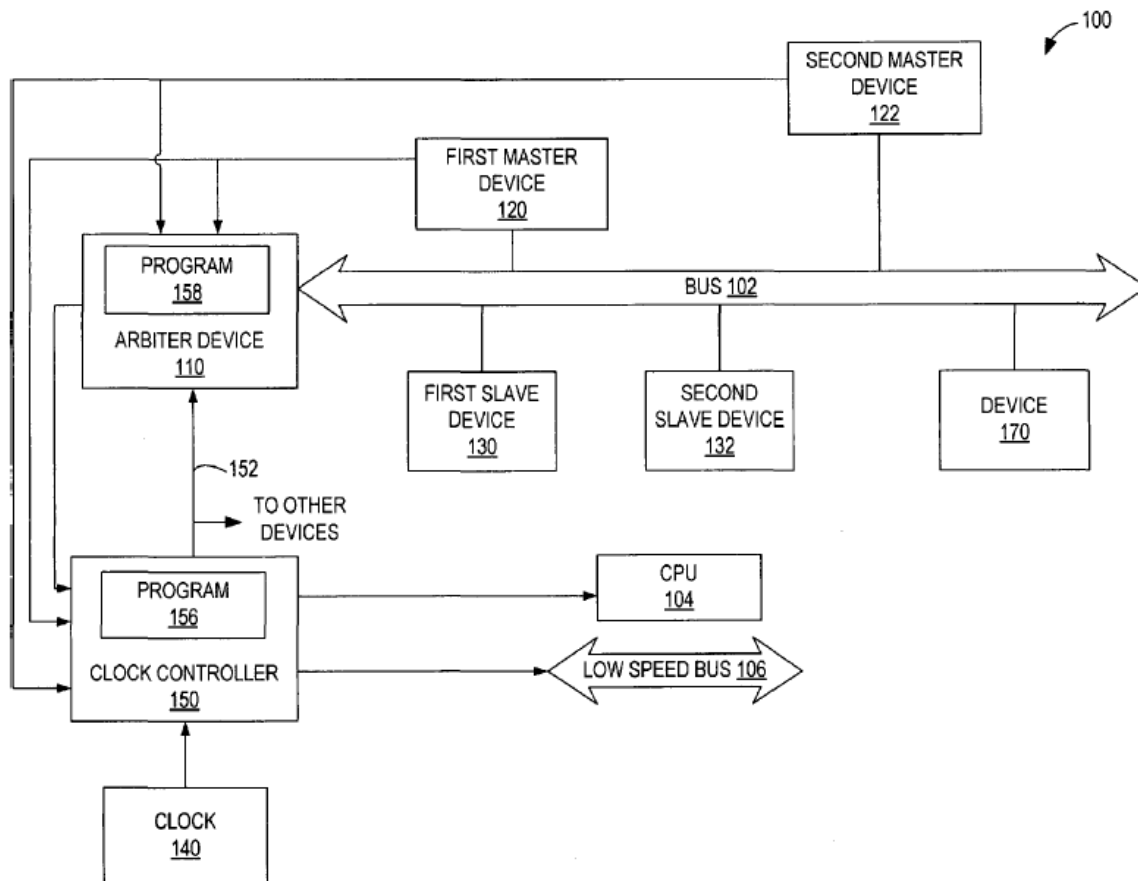 100
SECOND MASTER
DEVICE
122
FIRST MASTER
DEVICE
120
PROGRAM
158
ARBITER DEVICE
110
BUS 102
FIRST SLAVE
DEVICE
130
SECOND
SLAVE DEVICE
132
DEVICE
170
152
TO OTHER
DEVICES
PROGRAM
156
CLOCK CONTROLLER
150
CPU
104
LOW SPEED BUS 106
CLOCK
140